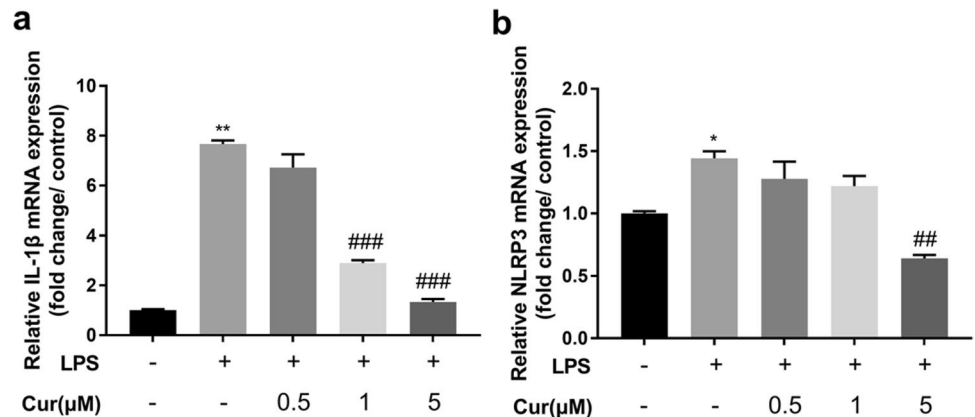 a
Relative IL-1β mRNA expression
(fold change/ control)
10
8
6
4
2
0
**
###
###
LPS - + + + +
Cur(μM) - - 0.5 1 5
b
Relative NLRP3 mRNA expression
(fold change/ control)
2.0
1.5
1.0
0.5
0.0
*
##
LPS - + + + +
Cur(μM) - - 0.5 1 5